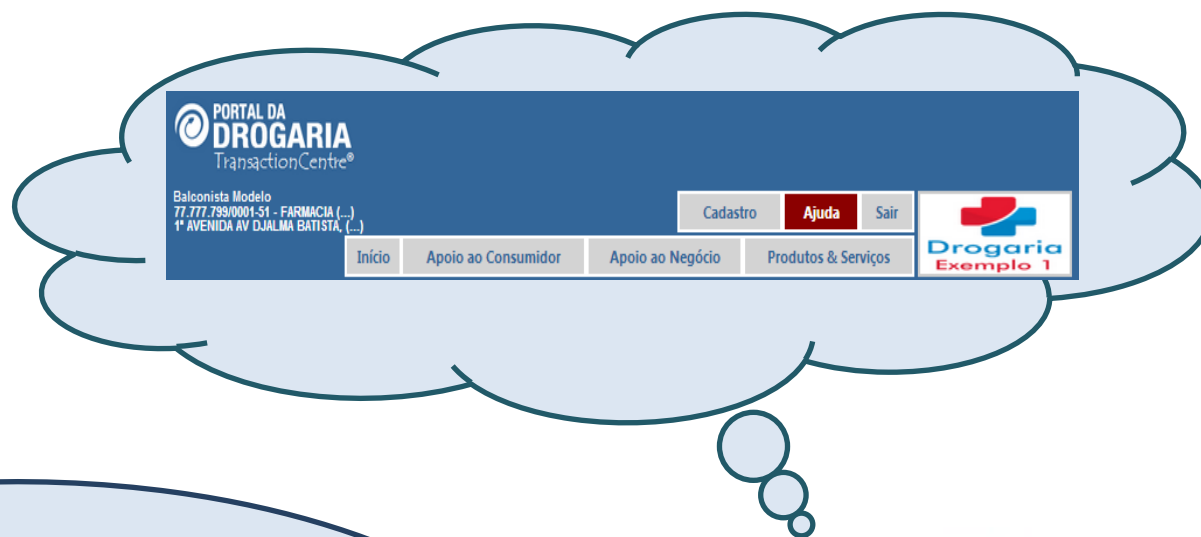 PORTAL DA
DROGARIA
TransactionCentre®
Balconista Modelo
77.777.799/0001-51 - FARMACIA (...)
1ª AVENIDA AV DJALMA BATISTA, (...)
Cadastro Ajuda Sair
Início Apoio ao Consumidor Apoio ao Negócio Produtos & Serviços
Drogaria
Exemplo 1